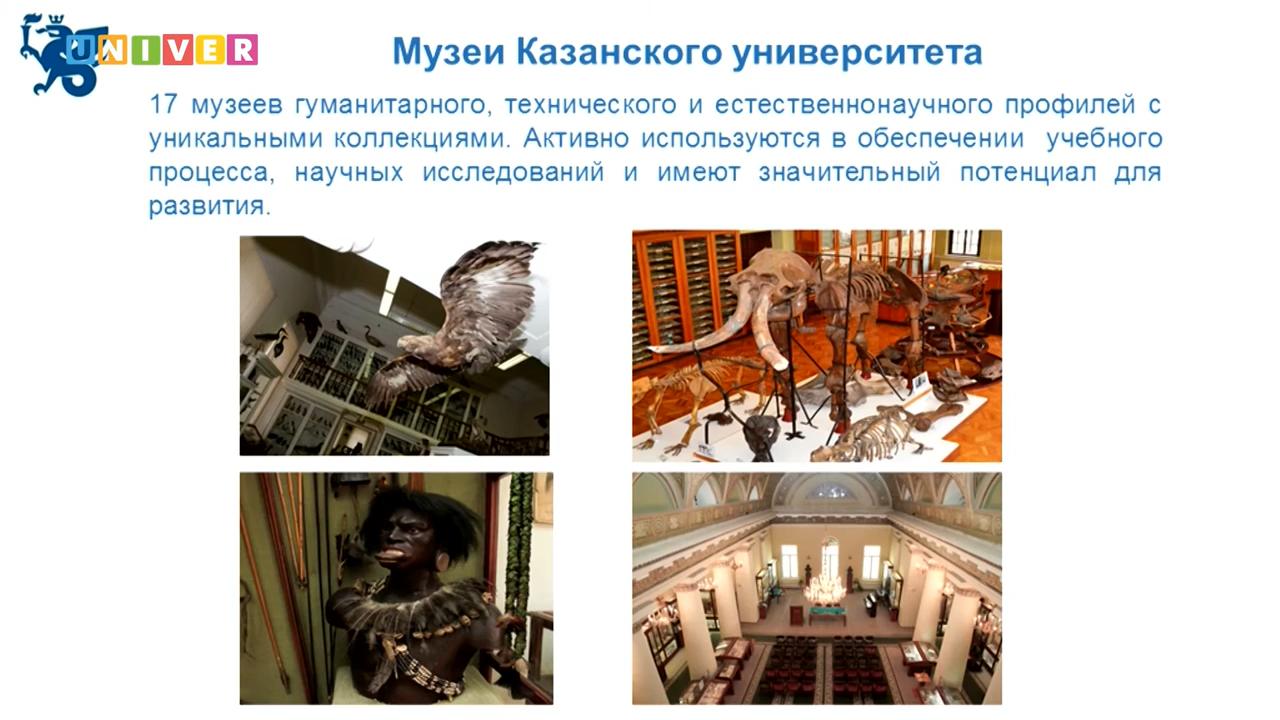 UNIVER
Музеи Казанского университета
17 музеев гуманитарного, технического и естественнонаучного профилей с
уникальными коллекциями. Активно используются в обеспечении учебного
процесса, научных исследований и имеют значительный потенциал для
развития.